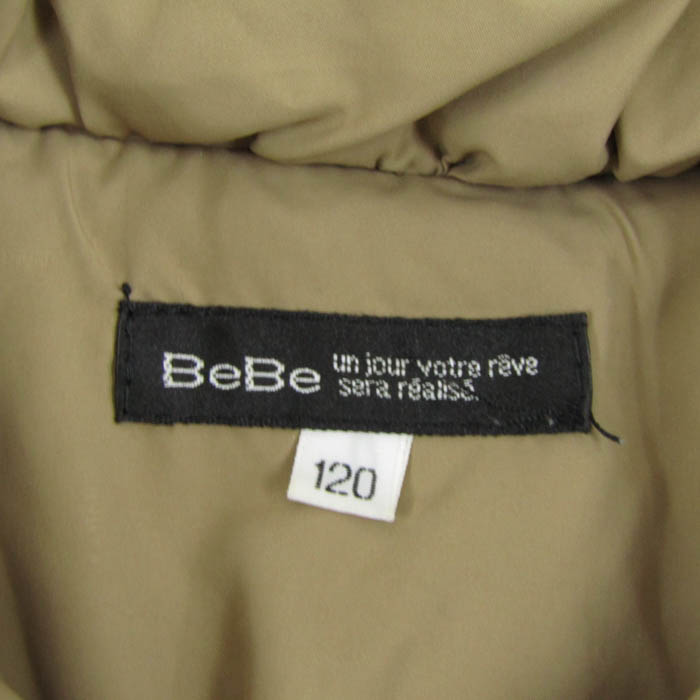 BeBe
un jour votre rêve
sera réalisé.
120